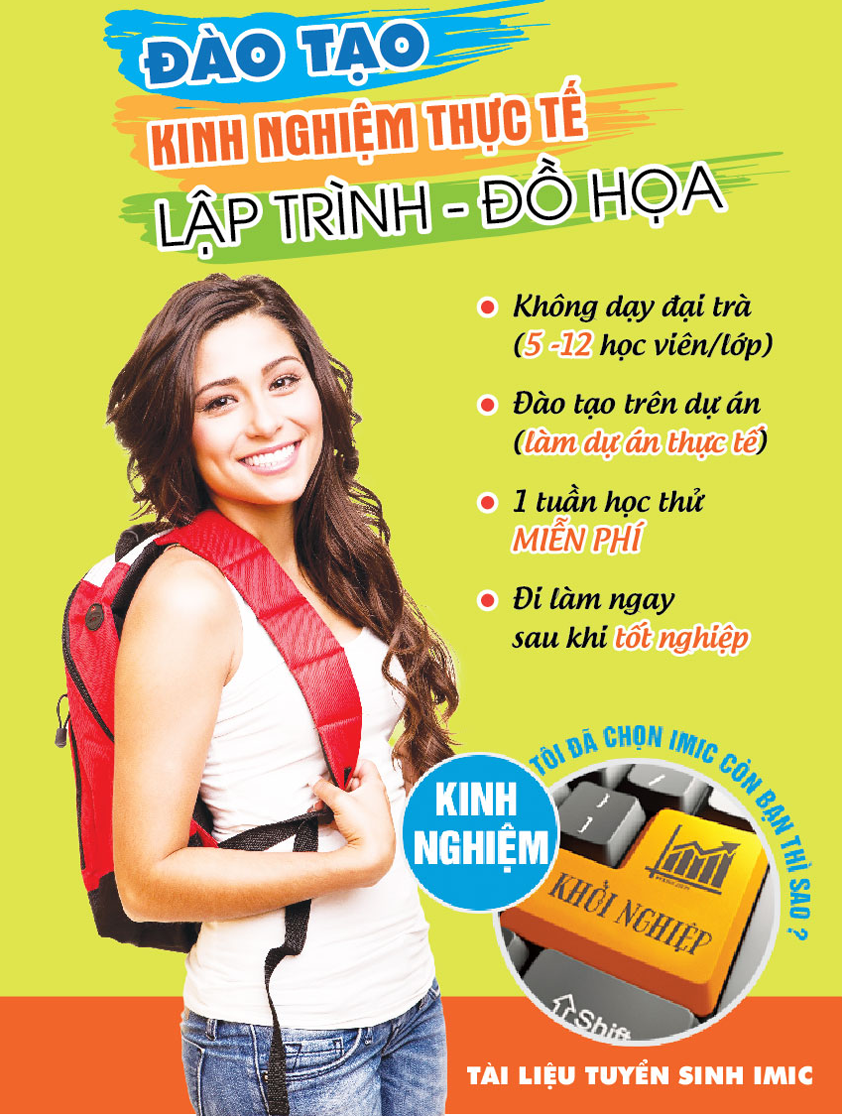 ĐÀO TẠO
KINH NGHIỆM THỰC TẾ
LẬP TRÌNH - ĐỒ HỌA
Không dạy đại trà
(5 -12 học viên/lớp)
Đào tạo trên dự án
(làm dự án thực tế)
1 tuần học thử
MIỄN PHÍ
Đi làm ngay
sau khi tốt nghiệp
TÔI ĐÃ CHỌN IMIC CÒN BẠN THÌ SAO ?
KINH
NGHIỆM
KHỞI NGHIỆP
Shift
TÀI LIỆU TUYỂN SINH IMIC